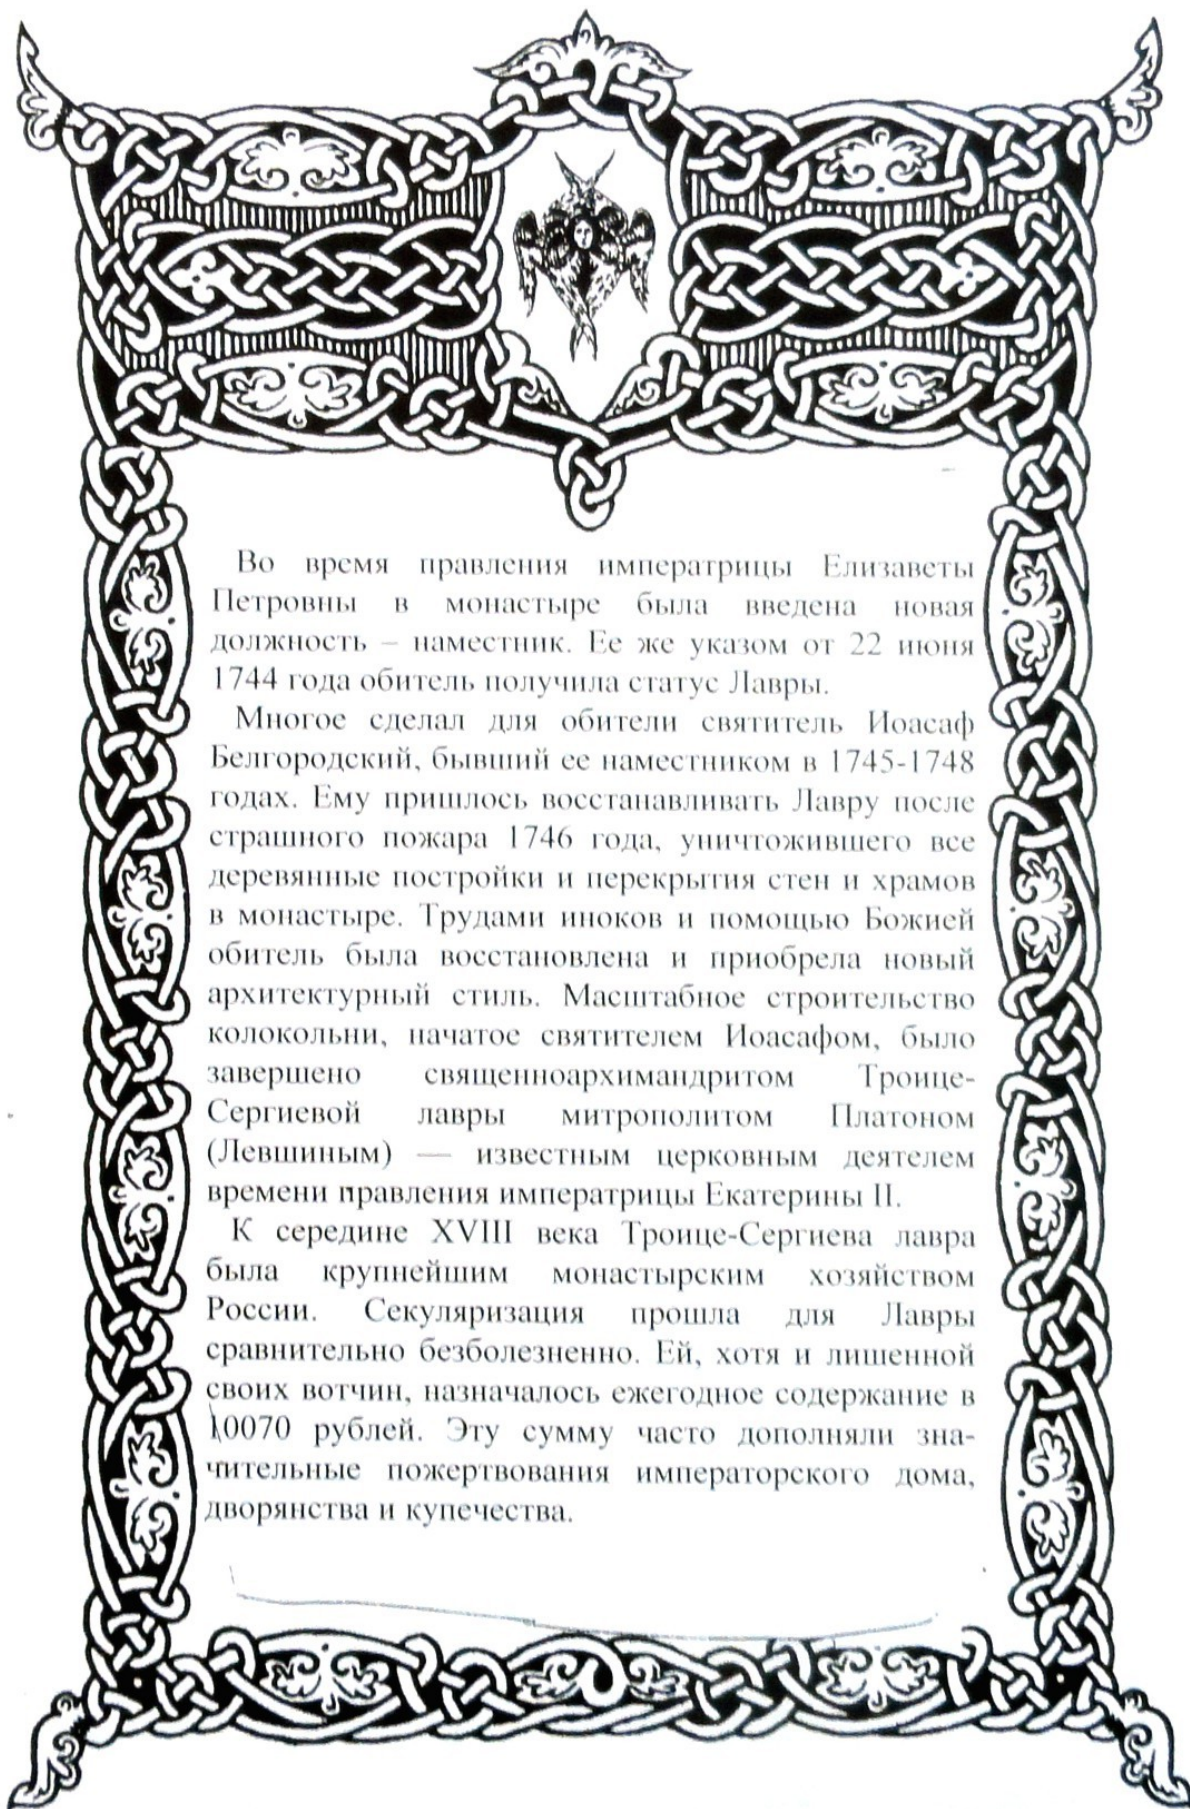 Во время правления императрицы Елизаветы
Петровны в монастыре была введена новая
должность – наместник. Ее же указом от 22 июня
1744 года обитель получила статус Лавры.
Многое сделал для обители святитель Иоасаф
Белгородский, бывший ее наместником в 1745-1748
годах. Ему пришлось восстанавливать Лавру после
страшного пожара 1746 года, уничтожившего все
деревянные постройки и перекрытия стен и храмов
в монастыре. Трудами иноков и помощью Божией
обитель была восстановлена и приобрела новый
архитектурный стиль. Масштабное строительство
колокольни, начатое святителем Иоасафом, было
завершено священноархимандритом Троице-
Сергиевой лавры митрополитом Платоном
(Левшиным) — известным церковным деятелем
времени правления императрицы Екатерины II.
К середине XVIII века Троице-Сергиева лавра
была крупнейшим монастырским хозяйством
России. Секуляризация прошла для Лавры
сравнительно безболезненно. Ей, хотя и лишенной
своих вотчин, назначалось ежегодное содержание в
10070 рублей. Эту сумму часто дополняли зна-
чительные пожертвования императорского дома,
дворянства и купечества.